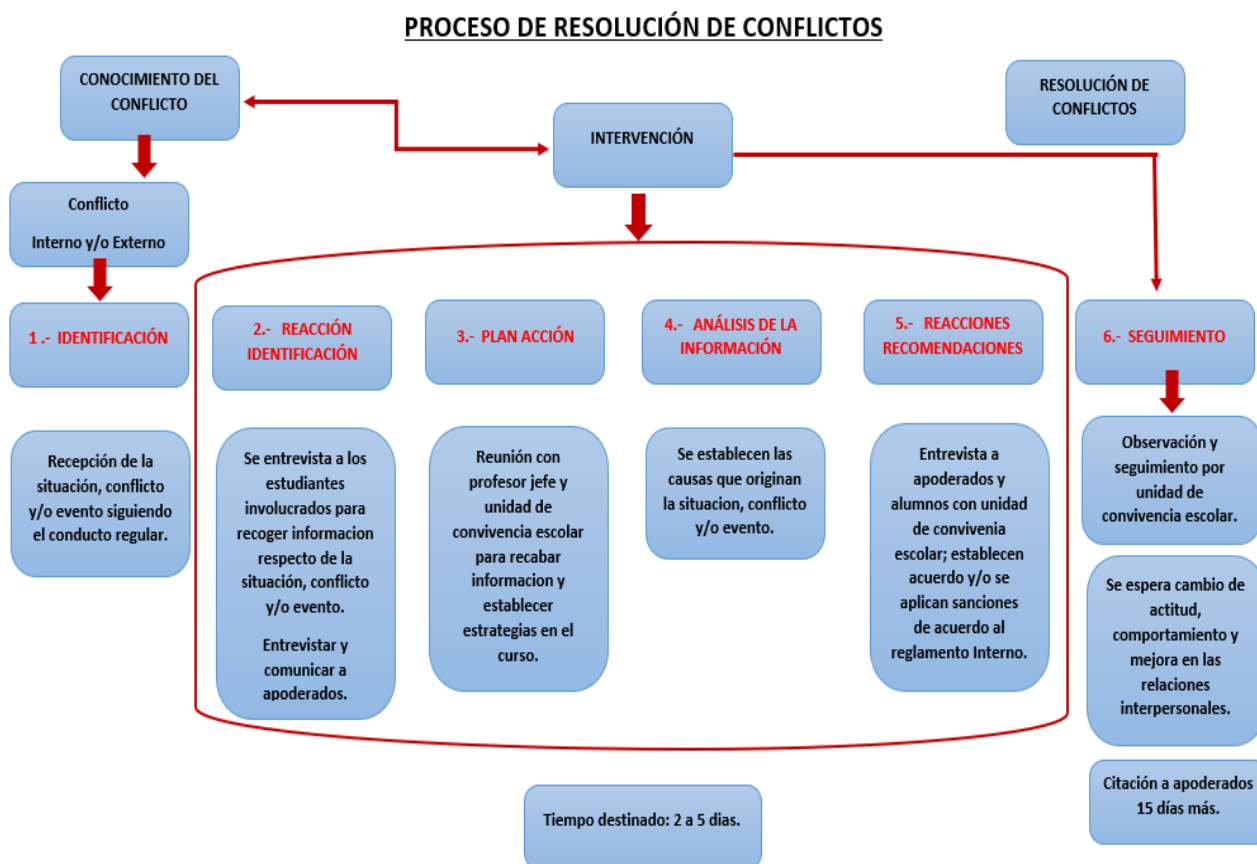 PROCESO DE RESOLUCIÓN DE CONFLICTOS
CONOCIMIENTO DEL
CONFLICTO
INTERVENCIÓN
RESOLUCIÓN DE
CONFLICTOS
Conflicto
Interno y/o Externo
1 .- IDENTIFICACIÓN
2.- REACCIÓN
IDENTIFICACIÓN
3.- PLAN ACCIÓN
4.- ANÁLISIS DE LA
INFORMACIÓN
5.- REACCIONES
RECOMENDACIONES
6.- SEGUIMIENTO
Recepción de la
situación, conflicto
y/o evento siguiendo
el conducto regular.
Se entrevista a los
estudiantes
involucrados para
recoger informacion
respecto de la
situación, conflicto
y/o evento.
Entrevistar y
comunicar a
apoderados.
Reunión con
profesor jefe y
unidad de
convivencia escolar
para recabar
informacion y
establecer
estrategias en el
curso.
Se establecen las
causas que originan
la situacion, conflicto
y/o evento.
Entrevista a
apoderados y
alumnos con unidad
de convivenia
escolar; establecen
acuerdo y/o se
aplican sanciones
de acuerdo al
reglamento Interno.
Observación y
seguimiento por
unidad de
convivencia escolar.
Se espera cambio de
actitud,
comportamiento y
mejora en las
relaciones
interpersonales.
Citación a apoderados
15 días más.
Tiempo destinado: 2 a 5 dias.